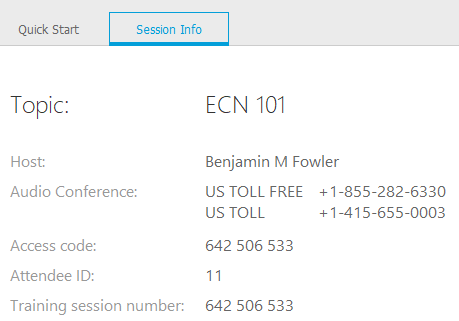 Quick Start Session Info
Topic: ECN 101
Host: Benjamin M Fowler
Audio Conference: US TOLL FREE +1-855-282-6330
US TOLL +1-415-655-0003
Access code: 642 506 533
Attendee ID: 11
Training session number: 642 506 533